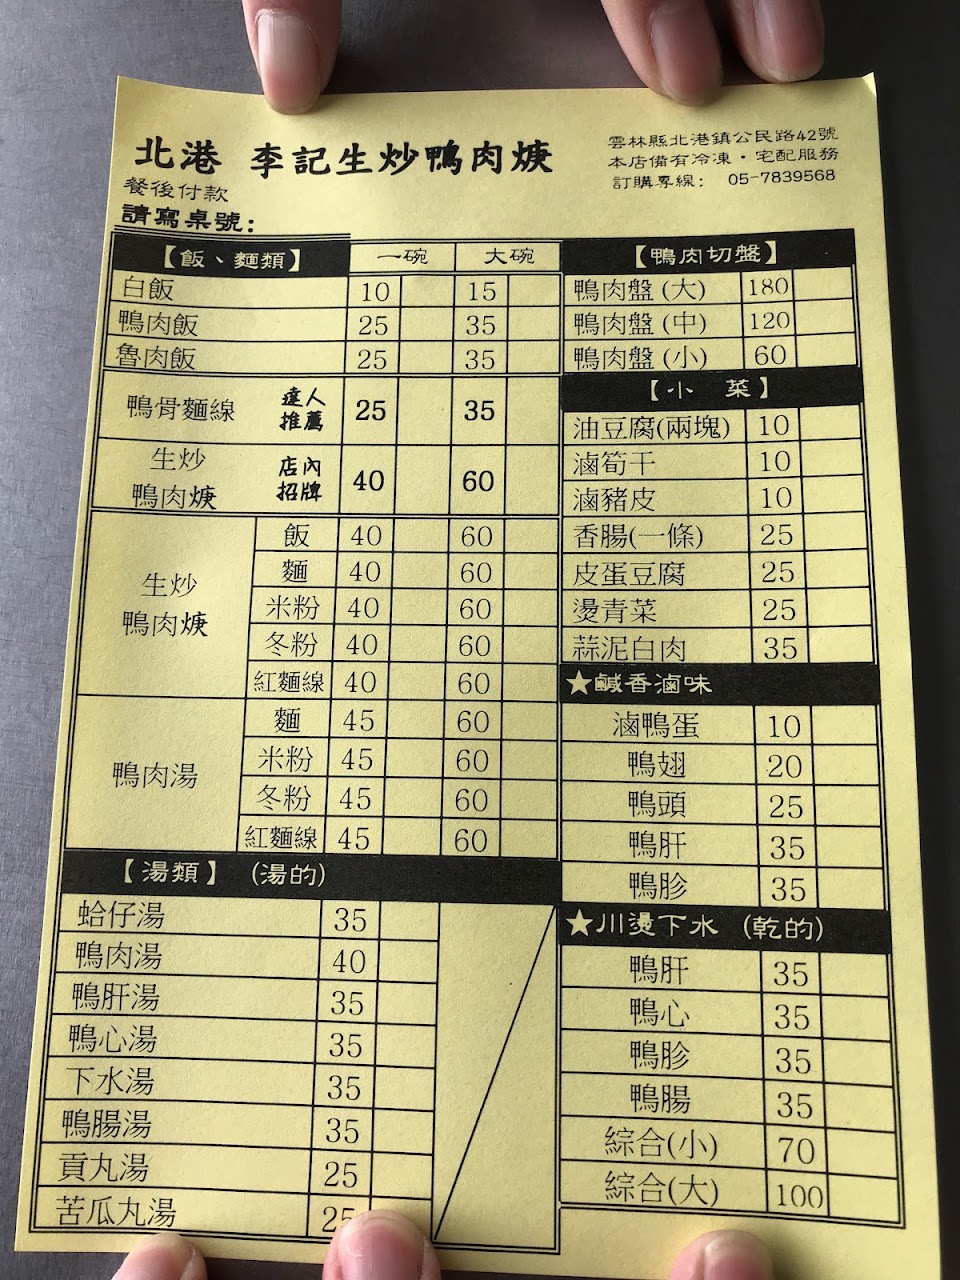 北港 李記生炒鴨肉焿
雲林縣北港鎮公民路42號
本店備有冷凍・宅配服務
訂購專線: 05-7839568
餐後付款
請寫桌號:
【飯、麵類】 一碗 大碗
白飯 10 15
鴨肉飯 25 35
魯肉飯 25 35
鴨骨麵線 達人推薦 25 35
生炒鴨肉焿 店內招牌 40 60
生炒鴨肉焿
飯 40 60
麵 40 60
米粉 40 60
冬粉 40 60
紅麵線 40 60
鴨肉湯
麵 45 60
米粉 45 60
冬粉 45 60
紅麵線 45 60
【湯類】 (湯的)
蛤仔湯 35
鴨肉湯 40
鴨肝湯 35
鴨心湯 35
下水湯 35
鴨腸湯 35
貢丸湯 25
苦瓜丸湯 25
【鴨肉切盤】
鴨肉盤(大) 180
鴨肉盤(中) 120
鴨肉盤(小) 60
【小 菜】
油豆腐(兩塊) 10
滷筍干 10
滷豬皮 10
香腸(一條) 25
皮蛋豆腐 25
燙青菜 25
蒜泥白肉 35
★鹹香滷味
滷鴨蛋 10
鴨翅 20
鴨頭 25
鴨肝 35
鴨胗 35
★川燙下水 (乾的)
鴨肝 35
鴨心 35
鴨胗 35
鴨腸 35
綜合(小) 70
綜合(大) 100